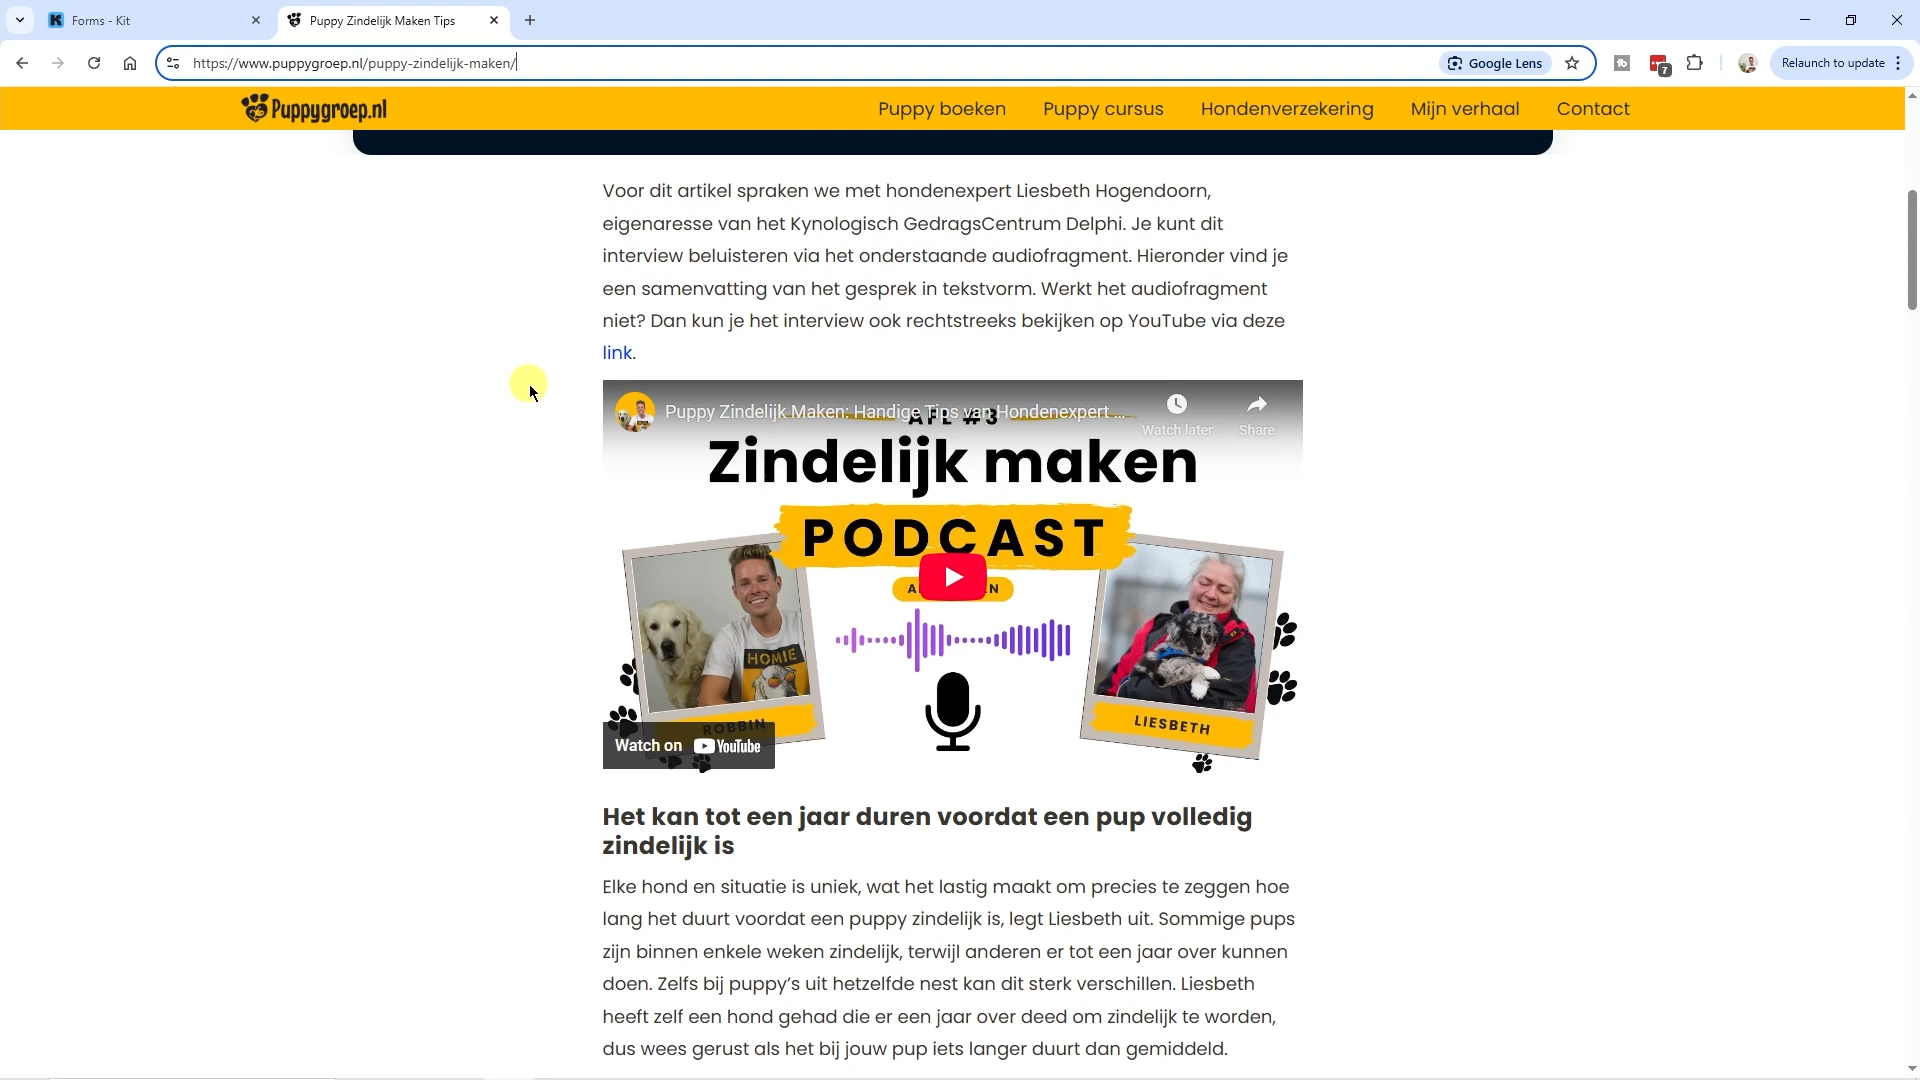 Forms - Kit
Puppy Zindelijk Maken Tips
https://www.puppygroep.nl/puppy-zindelijk-maken/
Google Lens
7
Relaunch to update
Puppygroep.nl
Puppy boeken
Puppy cursus
Hondenverzekering
Mijn verhaal
Contact
Voor dit artikel spraken we met hondenexpert Liesbeth Hogendoorn,
eigenaresse van het Kynologisch GedragsCentrum Delphi. Je kunt dit
interview beluisteren via het onderstaande audiofragment. Hieronder vind je
een samenvatting van het gesprek in tekstvorm. Werkt het audiofragment
niet? Dan kun je het interview ook rechtstreeks bekijken op YouTube via deze
link.
Puppy Zindelijk Maken: Handige Tips van Hondenexpert ...
Watch later
Share
AFL #3
Zindelijk maken
PODCAST
HOMIE
ROBBIN
LIESBETH
Watch on YouTube
Het kan tot een jaar duren voordat een pup volledig
zindelijk is
Elke hond en situatie is uniek, wat het lastig maakt om precies te zeggen hoe
lang het duurt voordat een puppy zindelijk is, legt Liesbeth uit. Sommige pups
zijn binnen enkele weken zindelijk, terwijl anderen er tot een jaar over kunnen
doen. Zelfs bij puppy's uit hetzelfde nest kan dit sterk verschillen. Liesbeth
heeft zelf een hond gehad die er een jaar over deed om zindelijk te worden,
dus wees gerust als het bij jouw pup iets langer duurt dan gemiddeld.